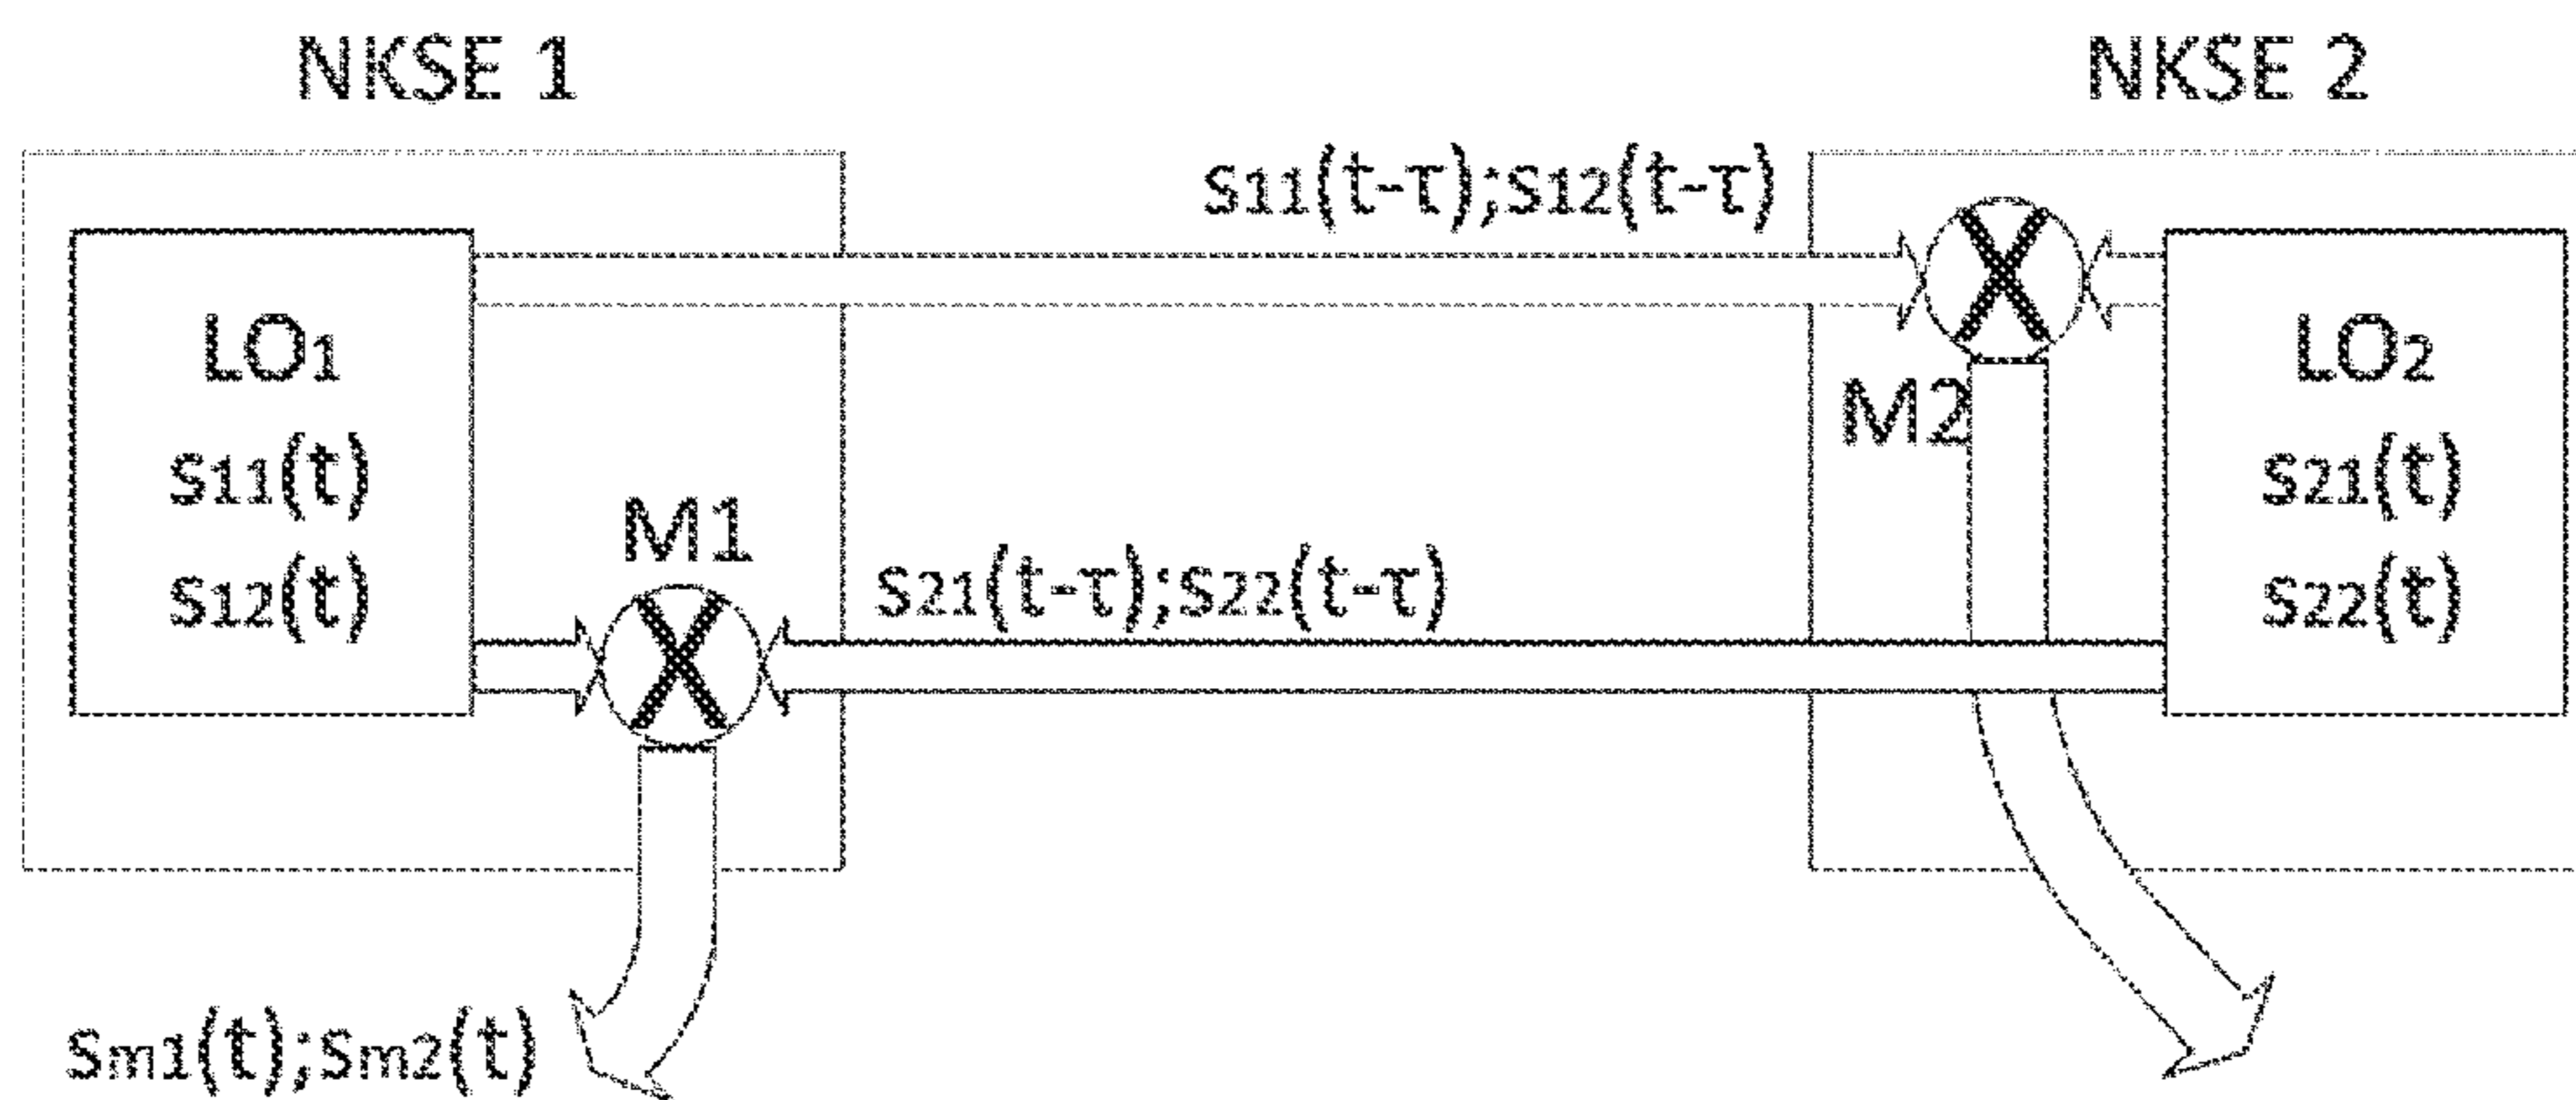 NKSE 1
NKSE 2
s11(t-τ);s12(t-τ)
LO1
s11(t)
s12(t)
M1
s21(t-τ);s22(t-τ)
M2
LO2
s21(t)
s22(t)
sm1(t);sm2(t)